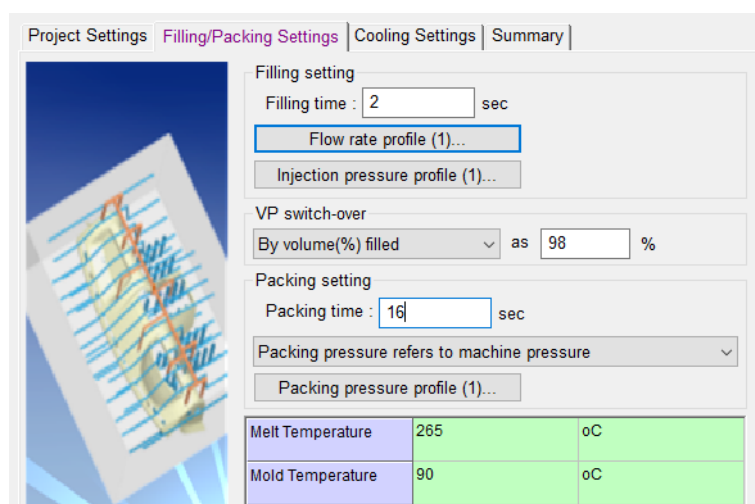 Project Settings Filling/Packing Settings Cooling Settings Summary
Filling setting
Filling time : 2 sec
Flow rate profile (1)...
Injection pressure profile (1)...
VP switch-over
By volume(%) filled as 98 %
Packing setting
Packing time : 16 sec
Packing pressure refers to machine pressure
Packing pressure profile (1)...
Melt Temperature 265 oC
Mold Temperature 90 oC